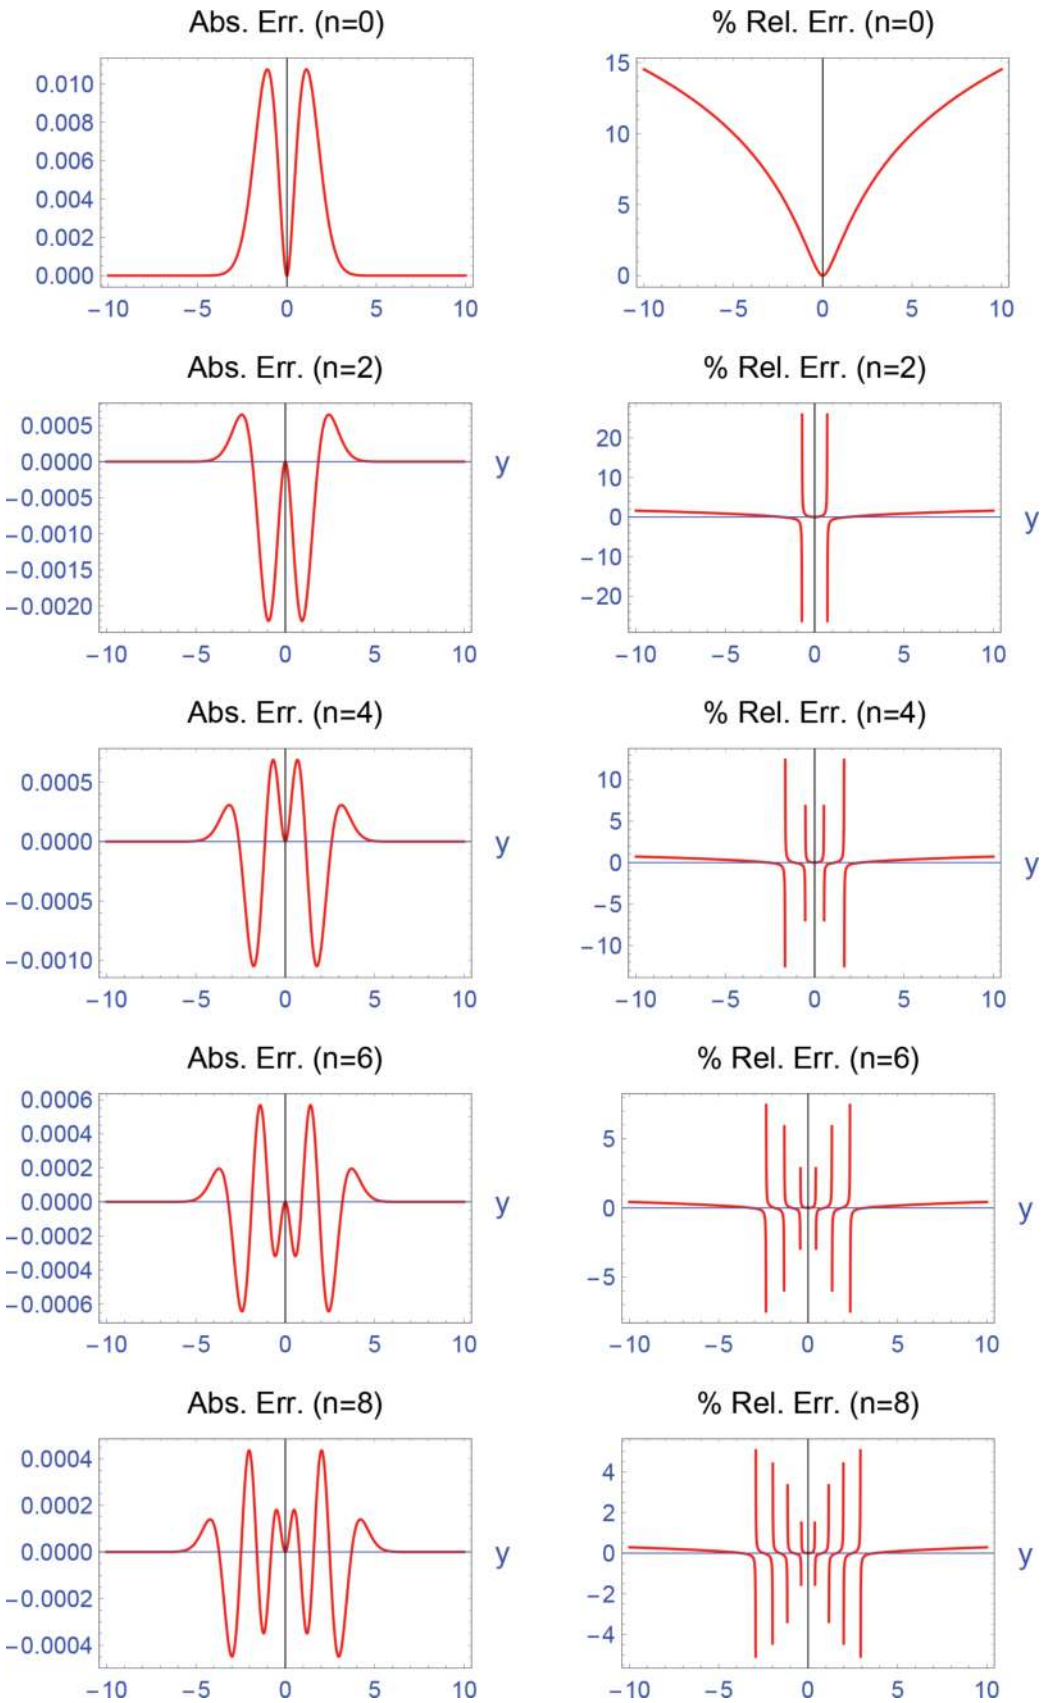 Abs. Err. (n=0)
0.010
0.008
0.006
0.004
0.002
0.000
−10 −5 0 5 10
% Rel. Err. (n=0)
15
10
5
0
−10 −5 0 5 10
Abs. Err. (n=2)
0.0005
0.0000
−0.0005
−0.0010
−0.0015
−0.0020
y
−10 −5 0 5 10
% Rel. Err. (n=2)
20
10
0
−10
−20
y
−10 −5 0 5 10
Abs. Err. (n=4)
0.0005
0.0000
−0.0005
−0.0010
y
−10 −5 0 5 10
% Rel. Err. (n=4)
10
5
0
−5
−10
y
−10 −5 0 5 10
Abs. Err. (n=6)
0.0006
0.0004
0.0002
0.0000
−0.0002
−0.0004
−0.0006
y
−10 −5 0 5 10
% Rel. Err. (n=6)
5
0
−5
y
−10 −5 0 5 10
Abs. Err. (n=8)
0.0004
0.0002
0.0000
−0.0002
−0.0004
y
−10 −5 0 5 10
% Rel. Err. (n=8)
4
2
0
−2
−4
y
−10 −5 0 5 10